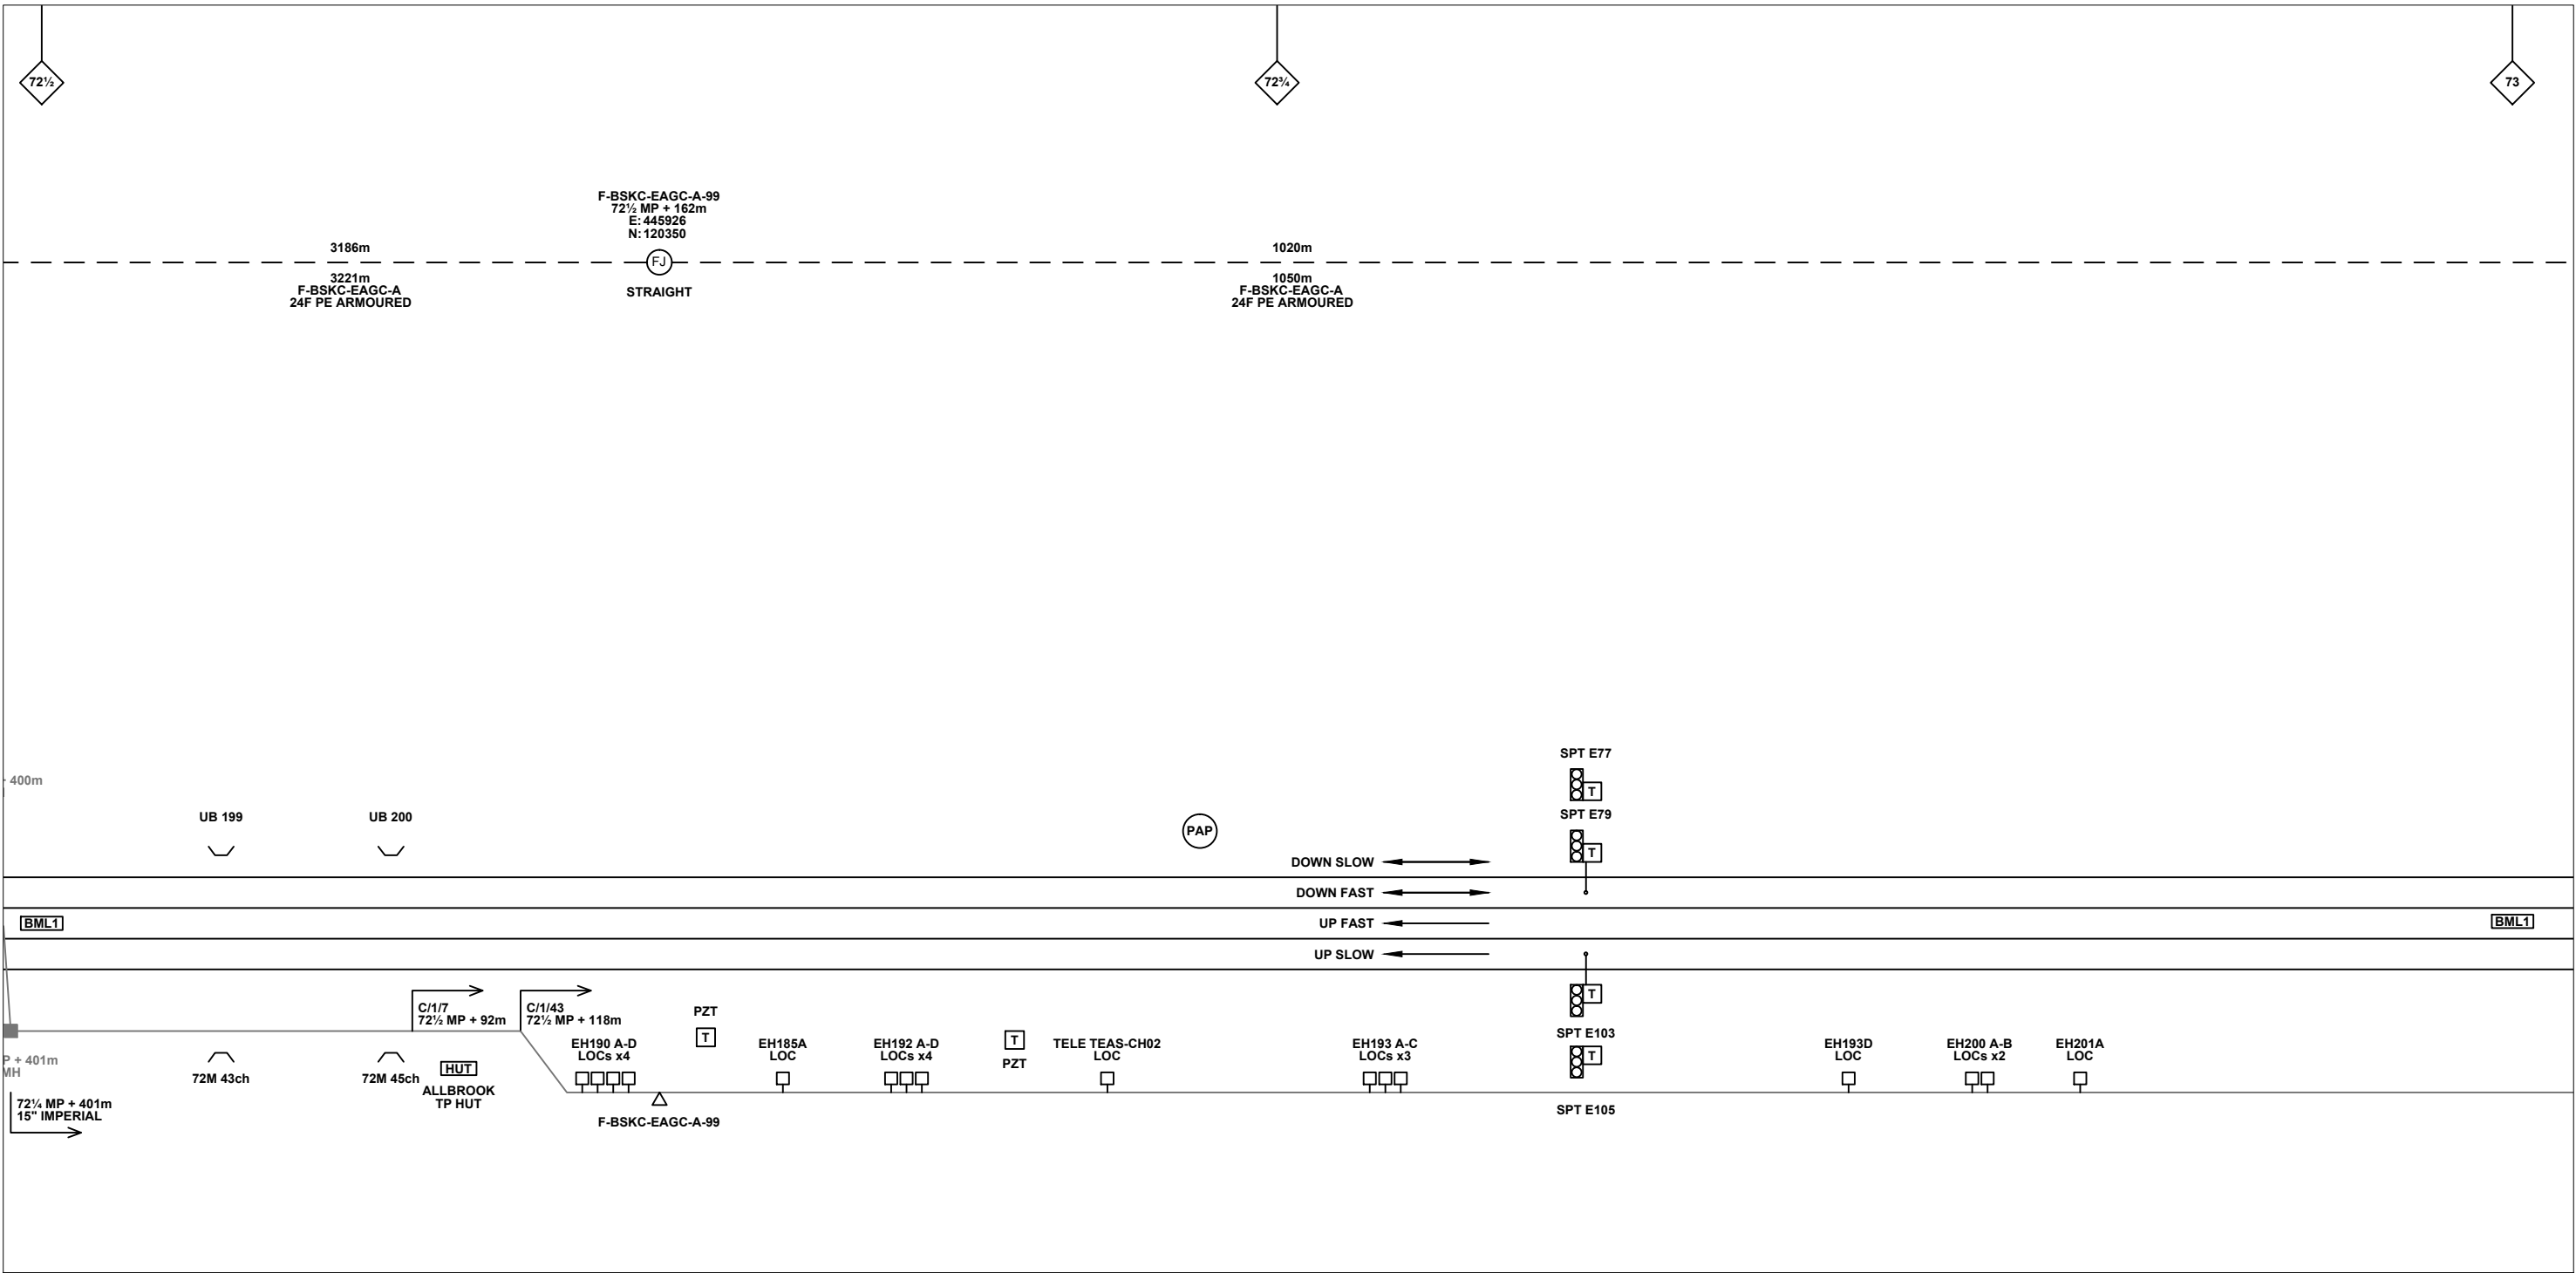 72½
72¾
73
F-BSKC-EAGC-A-99
72½ MP + 162m
E: 445926
N: 120350
3186m
FJ
1020m
3221m
F-BSKC-EAGC-A
24F PE ARMOURED
STRAIGHT
1050m
F-BSKC-EAGC-A
24F PE ARMOURED
SPT E77
T
400m
UB 199
UB 200
PAP
SPT E79
T
DOWN SLOW
DOWN FAST
BML1
UP FAST
BML1
UP SLOW
C/1/7
72½ MP + 92m
C/1/43
72½ MP + 118m
T
PZT
T
SPT E103
T
P + 401m
MH
72M 43ch
72M 45ch
HUT
ALLBROOK
TP HUT
EH190 A-D
LOCs x4
EH185A
LOC
EH192 A-D
LOCs x4
T
PZT
TELE TEAS-CH02
LOC
EH193 A-C
LOCs x3
EH193D
LOC
EH200 A-B
LOCs x2
EH201A
LOC
72¼ MP + 401m
15" IMPERIAL
F-BSKC-EAGC-A-99
SPT E105